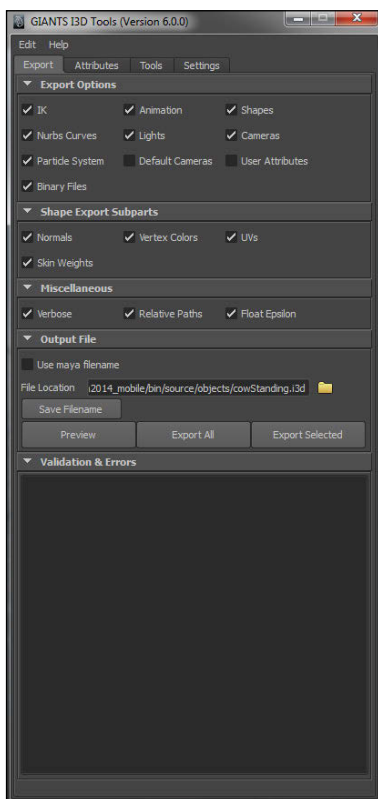 GIANTS I3D Tools (Version 6.0.0)
Edit Help
Export Attributes Tools Settings
Export Options
IK Animation Shapes
Nurbs Curves Lights Cameras
Particle System Default Cameras User Attributes
Binary Files
Shape Export Subparts
Normals Vertex Colors UVs
Skin Weights
Miscellaneous
Verbose Relative Paths Float Epsilon
Output File
Use maya filename
File Location 2014_mobile/bin/source/objects/cowStanding.i3d
Save Filename
Preview Export All Export Selected
Validation & Errors